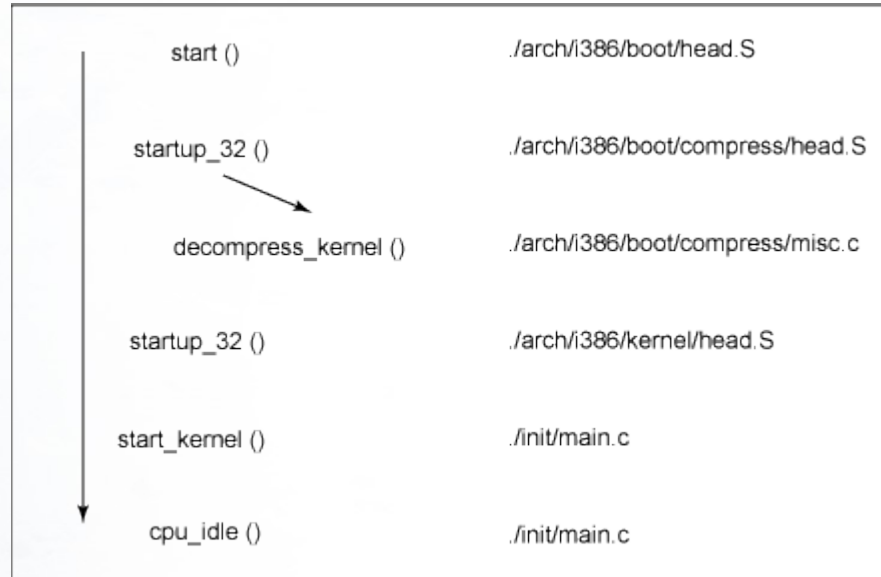 start () ./arch/i386/boot/head.S
startup_32 () ./arch/i386/boot/compress/head.S
decompress_kernel () ./arch/i386/boot/compress/misc.c
startup_32 () ./arch/i386/kernel/head.S
start_kernel () ./init/main.c
cpu_idle () ./init/main.c